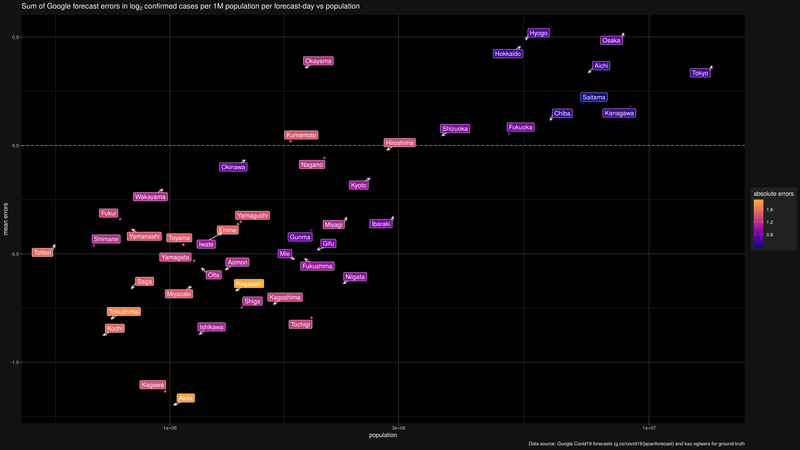 Sum of Google forecast errors in log2 confirmed cases per 1M population per forecast-day vs population
Hyogo
Osaka
Hokkaido
Okayama
Aichi
Tokyo
Saitama
Chiba
Kanagawa
Shizuoka
Fukuoka
Kumamoto
Hiroshima
Okinawa
Nagano
Kyoto
Wakayama
Fukui
Yamaguchi
Miyagi
Ibaraki
Ehime
Shimane
Yamanashi
Toyama
Iwate
Gunma
Gifu
Tottori
Yamagata
Aomori
Mie
Fukushima
Oita
Niigata
Saga
Nagasaki
Miyazaki
Shiga
Kagoshima
Tokushima
Kochi
Ishikawa
Tochigi
Kagawa
Akita
0.5
0.0
-0.5
-1.0
mean errors
1e+06
3e+06
1e+07
population
absolute errors
1.6
1.2
0.8
Data source: Google Covid19 forecasts (g.co/covid19/japanforecast) and kaz-ogiwara for ground-truth